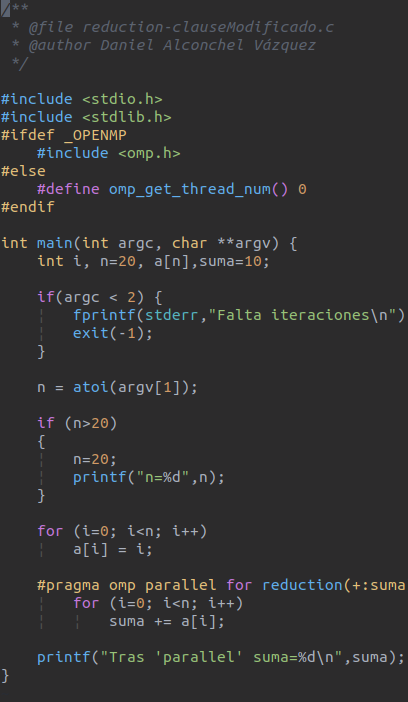 /**
 * @file reduction-clauseModificado.c
 * @author Daniel Alconchel Vázquez
 */
#include <stdio.h>
#include <stdlib.h>
#ifdef _OPENMP
    #include <omp.h>
#else
    #define omp_get_thread_num() 0
#endif
int main(int argc, char **argv) {
    int i, n=20, a[n],suma=10;
    if(argc < 2) {
        fprintf(stderr,"Falta iteraciones\n")
        exit(-1);
    }
    n = atoi(argv[1]);
    if (n>20)
    {
        n=20;
        printf("n=%d",n);
    }
    for (i=0; i<n; i++)
        a[i] = i;
    #pragma omp parallel for reduction(+:suma
        for (i=0; i<n; i++)
            suma += a[i];
    printf("Tras 'parallel' suma=%d\n",suma);
}